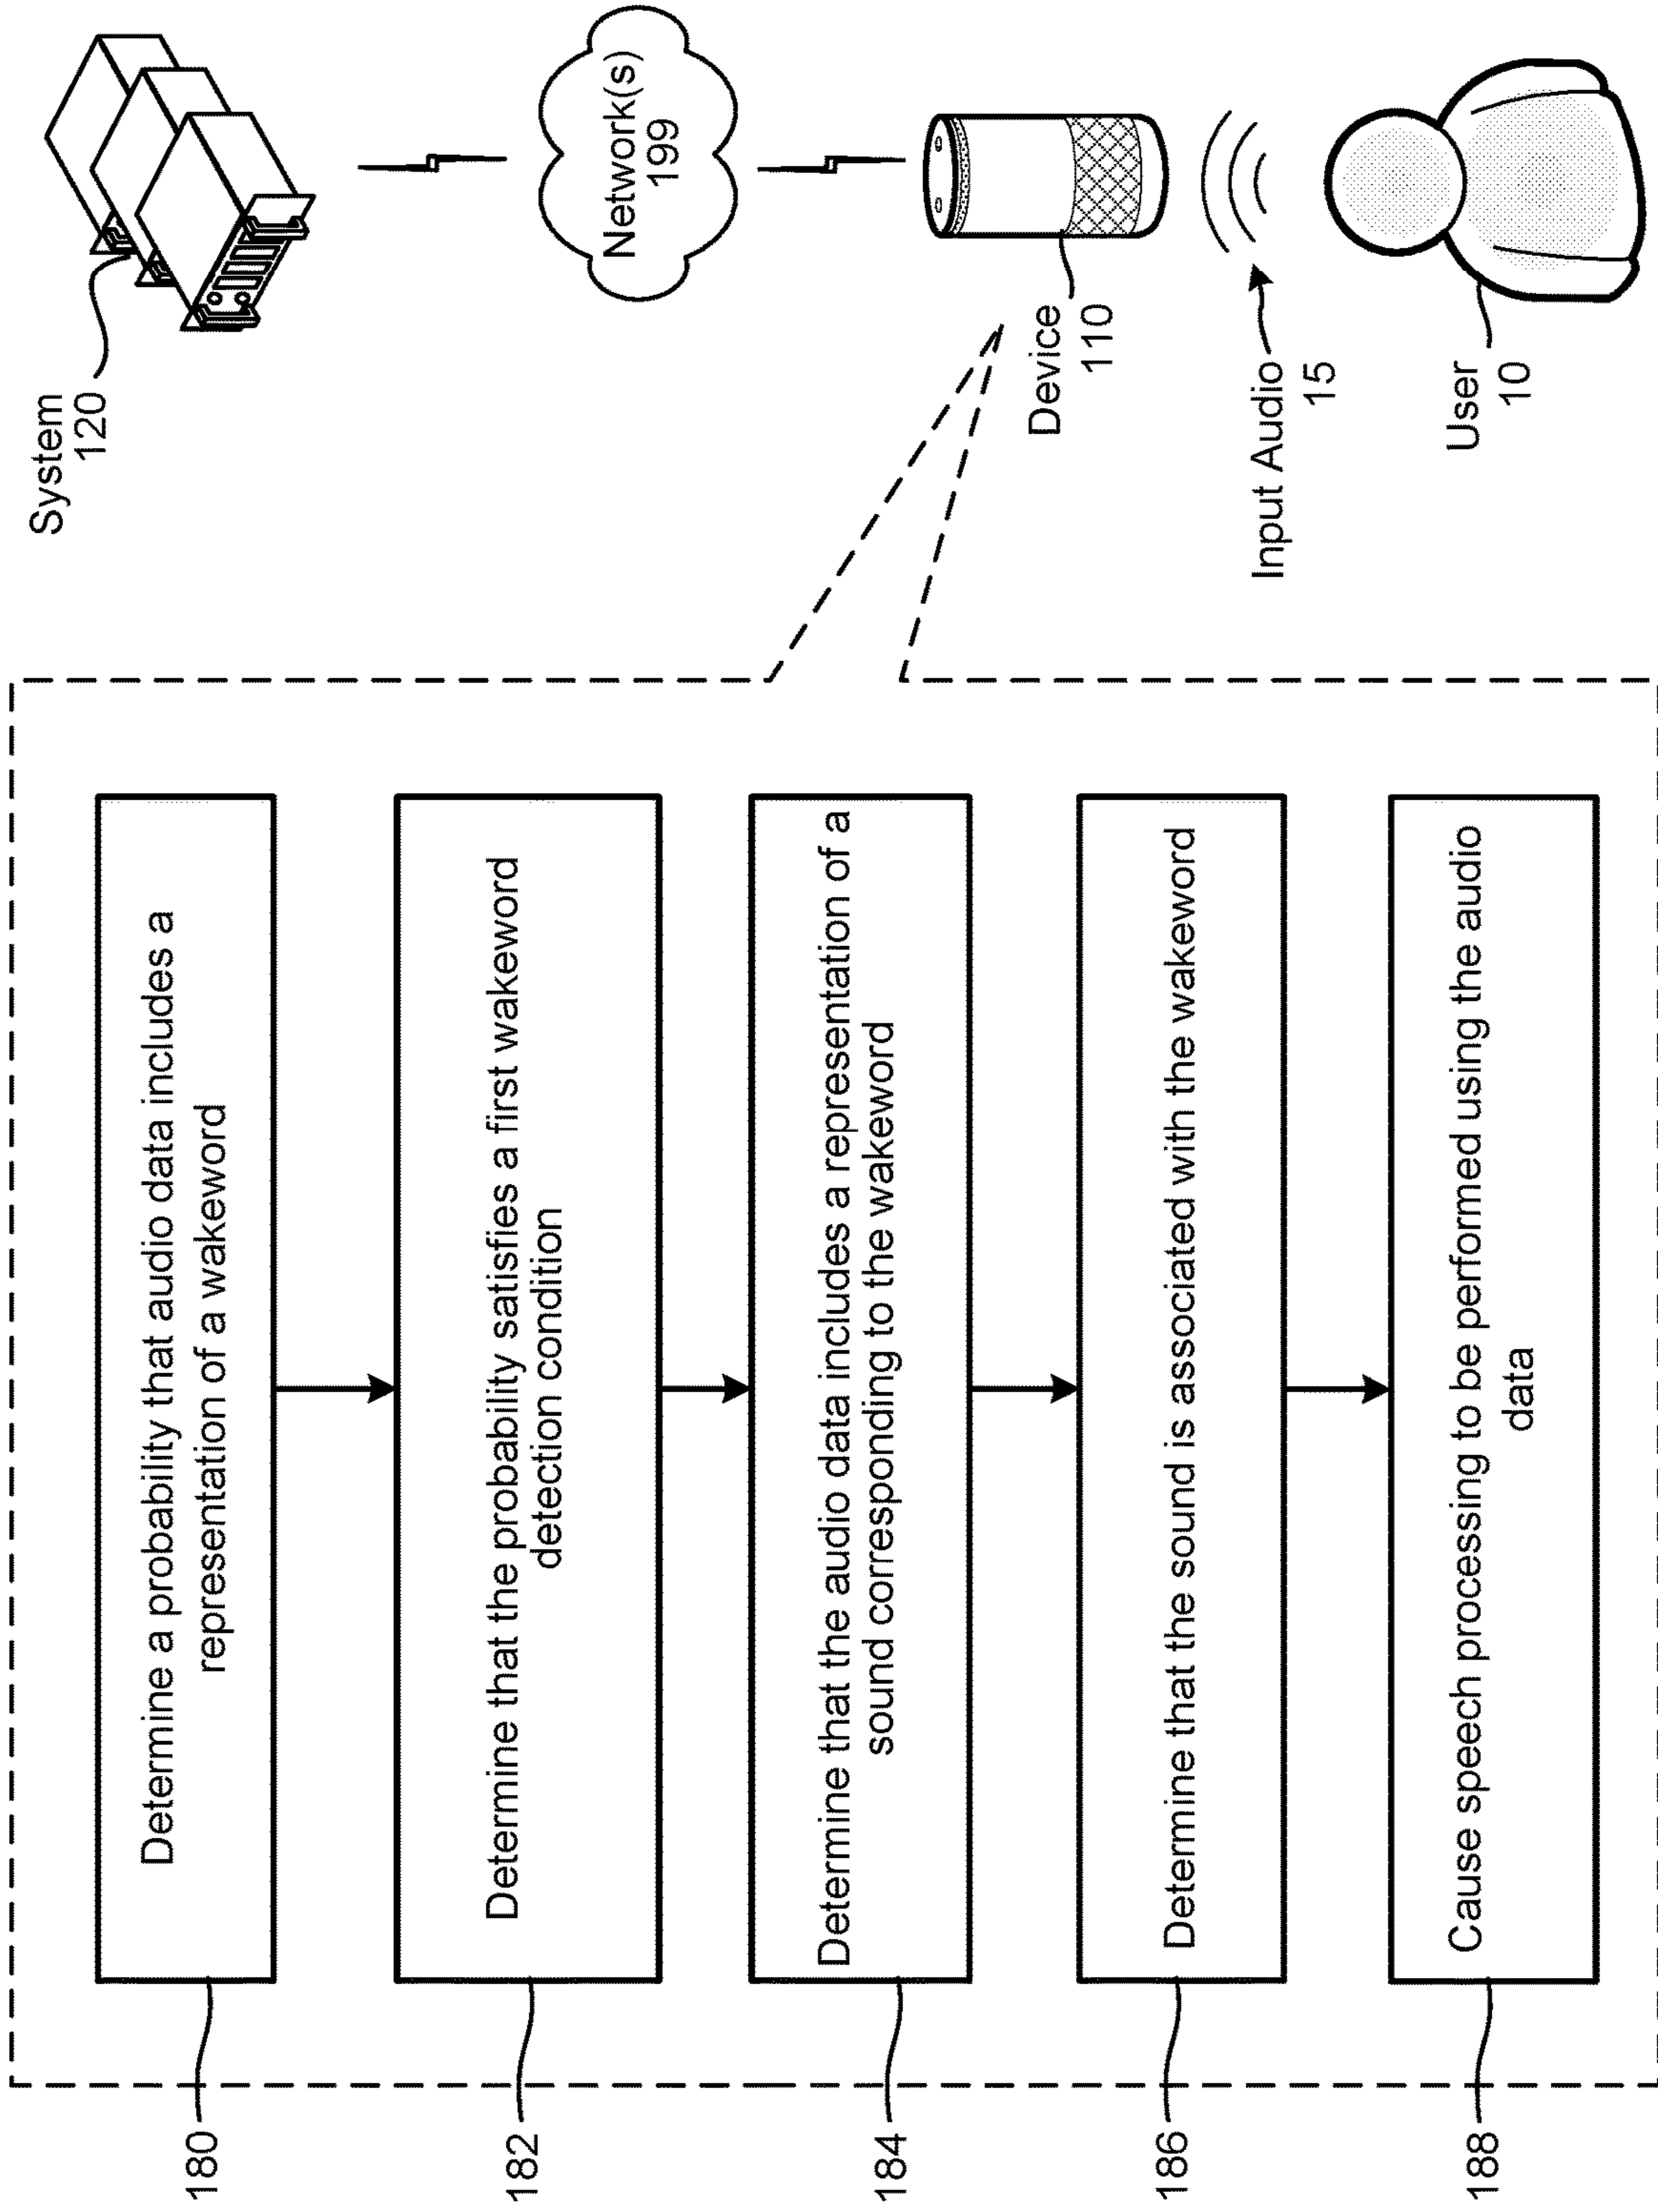 System
120
Networks(s)
199
Device
110
Input Audio
15
User
10
180
Determine a probability that audio data includes a
representation of a wakeword
182
Determine that the probability satisfies a first wakeword
detection condition
184
Determine that the audio data includes a representation of a
sound corresponding to the wakeword
186
Determine that the sound is associated with the wakeword
188
Cause speech processing to be performed using the audio
data